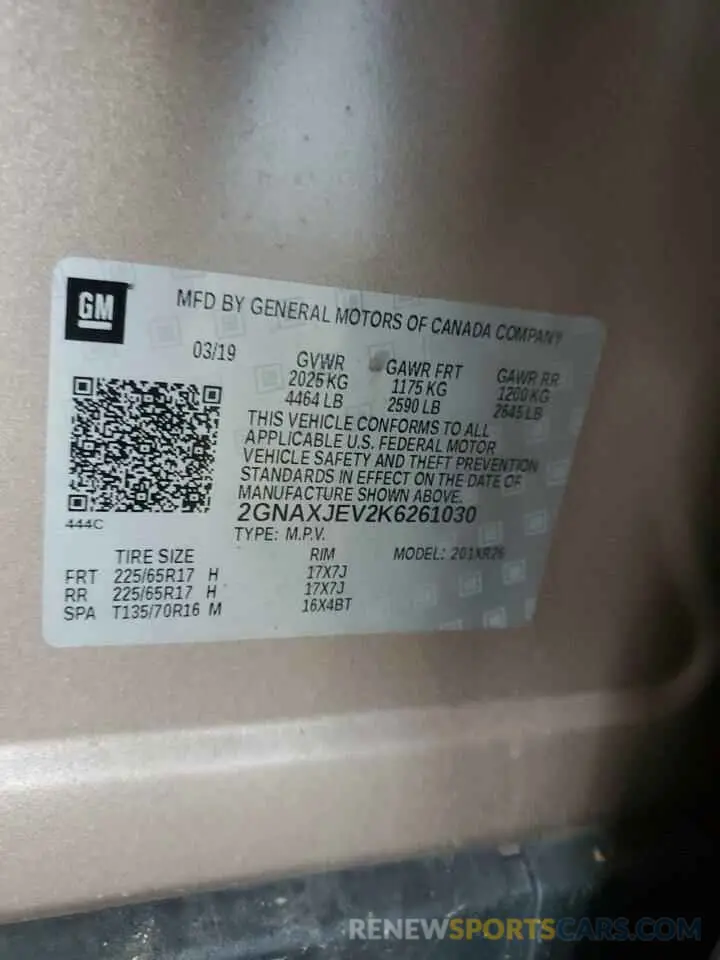 GM
MFD BY GENERAL MOTORS OF CANADA COMPANY
03/19
GVWR GAWR FRT GAWR RR
2025 KG 1175 KG 1200 KG
4464 LB 2590 LB 2645 LB
THIS VEHICLE CONFORMS TO ALL
APPLICABLE U.S. FEDERAL MOTOR
VEHICLE SAFETY AND THEFT PREVENTION
STANDARDS IN EFFECT ON THE DATE OF
MANUFACTURE SHOWN ABOVE.
444C
2GNAXJEV2K6261030
TYPE: M.P.V. MODEL: 201XR26
TIRE SIZE RIM
FRT 225/65R17 H 17X7J
RR 225/65R17 H 17X7J
SPA T135/70R16 M 16X4BT
RENEWSPORTSCARS.COM